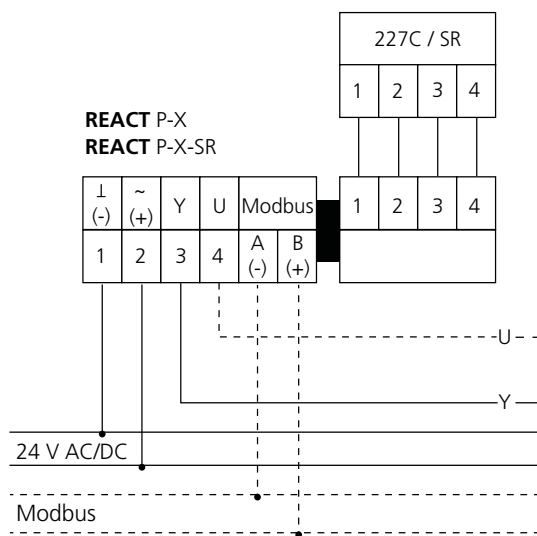 227C / SR
1 2 3 4
REACT P-X
REACT P-X-SR
⊥ ~ Y U Modbus 1 2 3 4
(-) (+)
1 2 3 4 A B
(-) (+)
U
Y
24 V AC/DC
Modbus